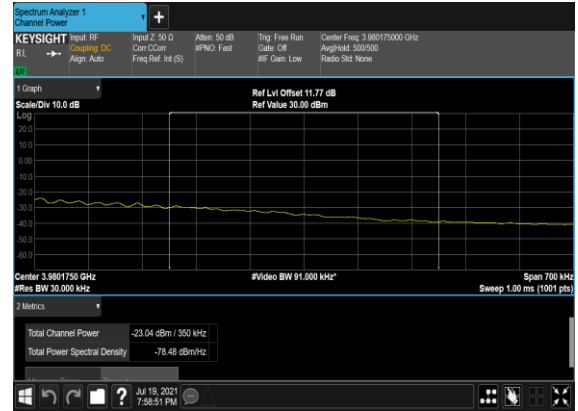 Spectrum Analyzer 1
Channel Power
+
KEYSIGHT Input: RF Input Z: 50 Ω Atten: 50 dB Trig: Free Run Center Freq: 3.980175000 GHz
RL Coupling: DC Corr CCorr #PNO: Fast Gate: Off Avg|Hold: 500/500
Align: Auto Freq Ref: Int (S) #IF Gain: Low Radio Std: None
1 Graph Ref Lvl Offset 11.77 dB
Scale/Div 10.0 dB Ref Value 30.00 dBm
Log
20.0
10.0
0.00
-10.0
-20.0
-30.0
-40.0
-50.0
-60.0
Center 3.9801750 GHz #Video BW 91.000 kHz* Span 700 kHz
#Res BW 30.000 kHz Sweep 1.00 ms (1001 pts)
2 Metrics
Total Channel Power -23.04 dBm / 350 kHz
Total Power Spectral Density -78.48 dBm/Hz
? Jul 19, 2021
7:58:51 PM